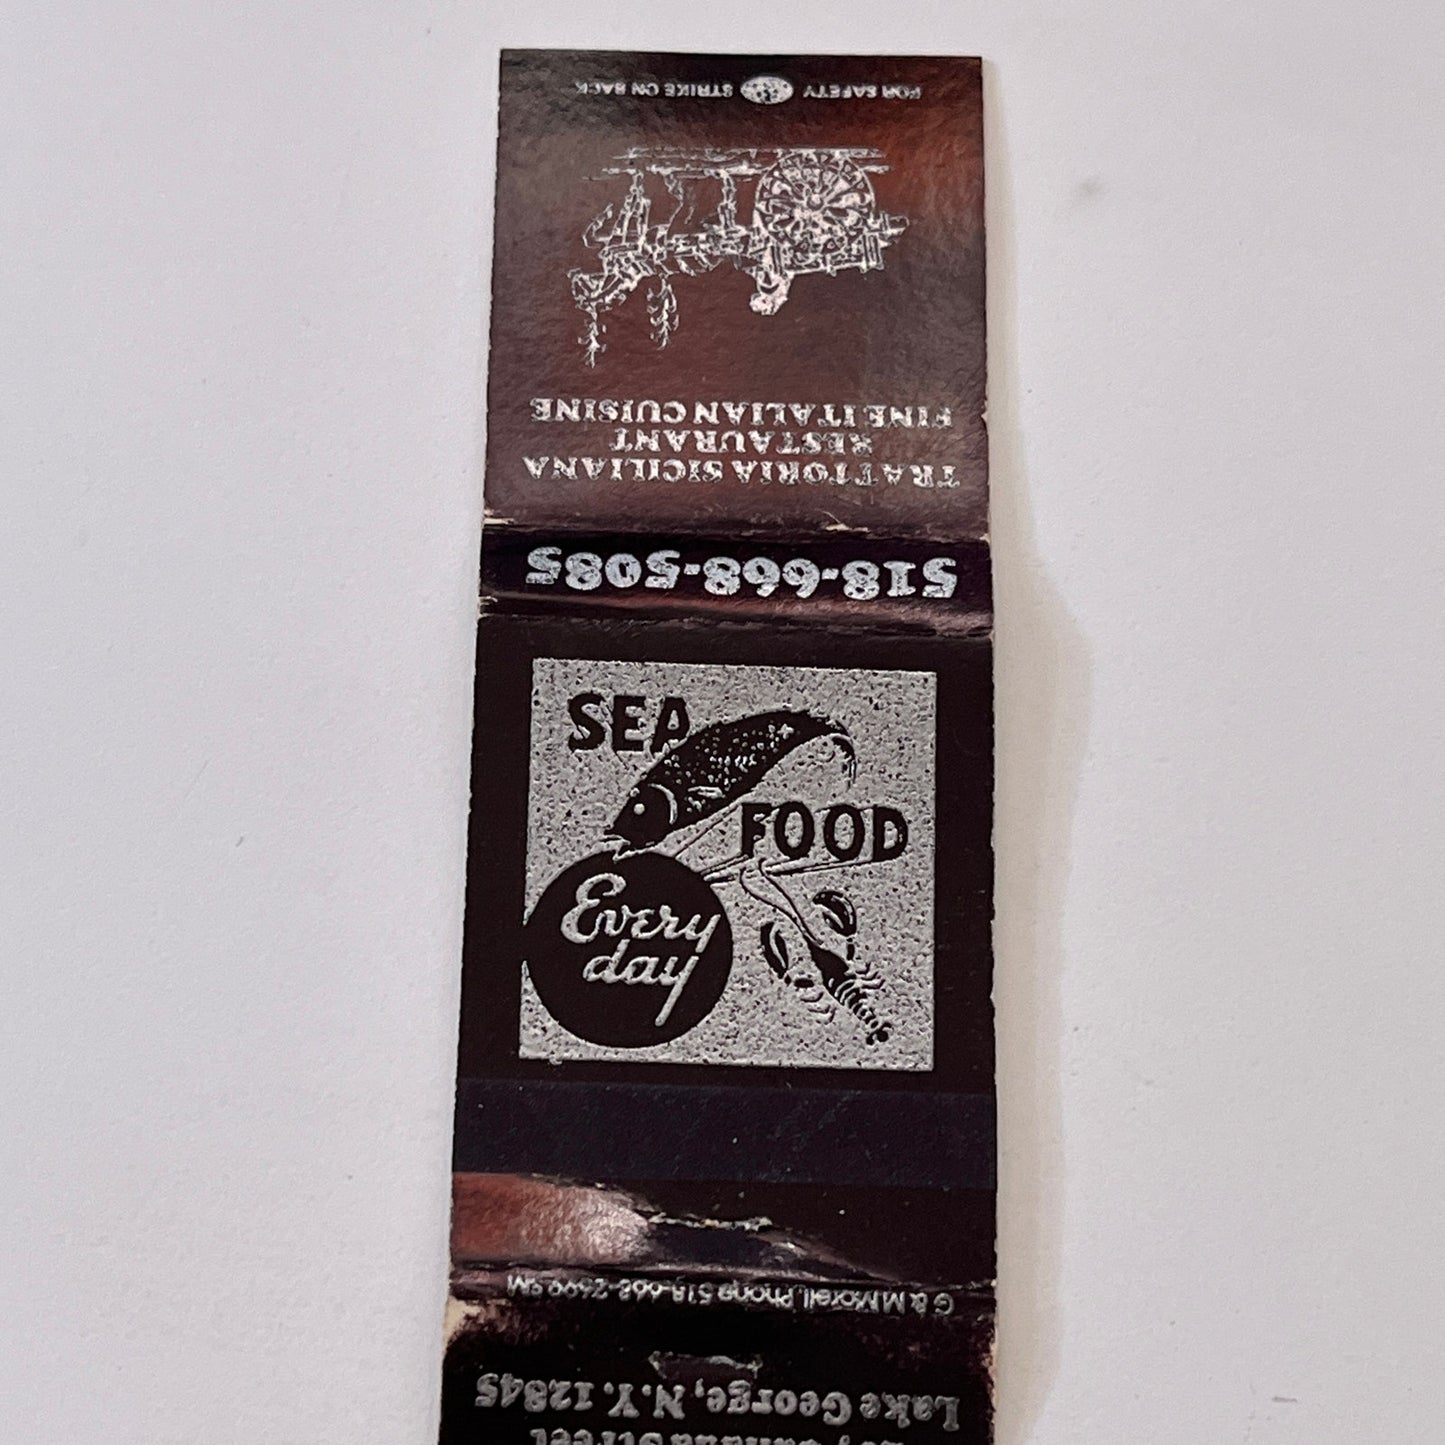 FOR SAFETY STRIKE ON BACK
TRATTORIA SICILIANA
RESTAURANT
FINE ITALIAN CUISINE
518-668-5085
SEA
FOOD
Every
day
G & M Morell, Phone 518-668-2699 SM
Street
Lake George, N.Y. 12845